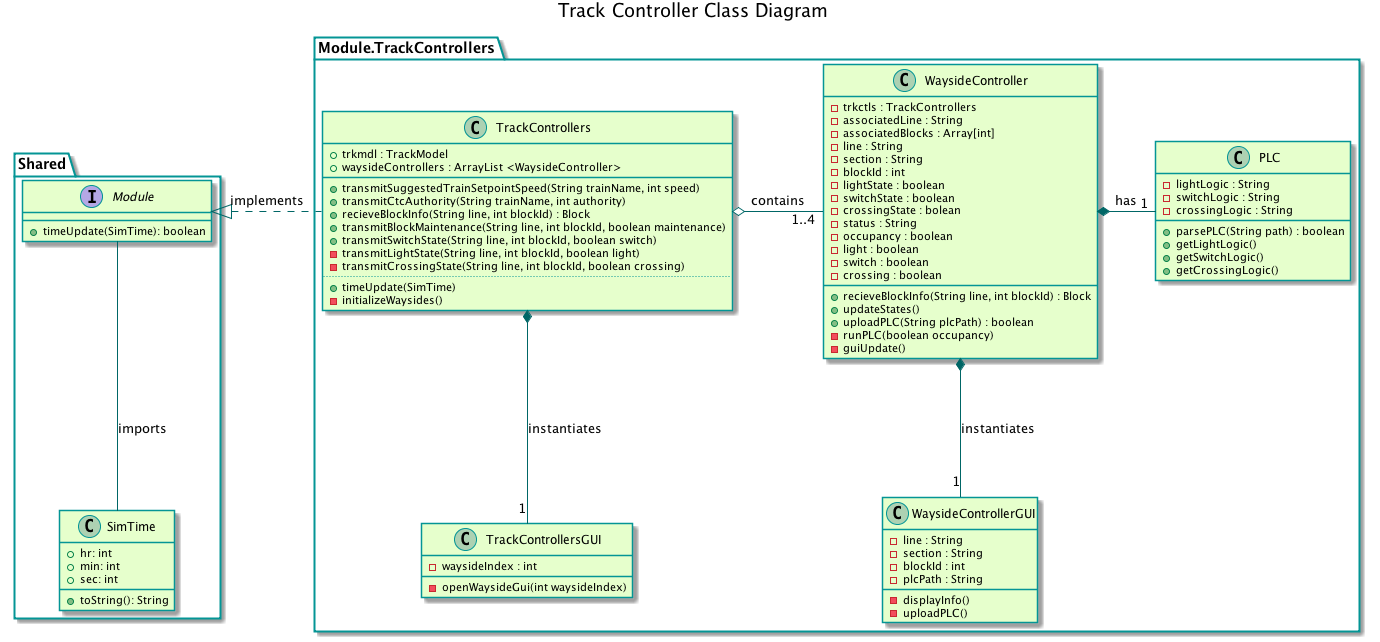 Track Controller Class Diagram
Module.TrackControllers
Shared
I Module
timeUpdate(SimTime): boolean
imports
C SimTime
hr: int
min: int
sec: int
toString(): String
implements
C TrackControllers
trkmdl : TrackModel
waysideControllers : ArrayList <WaysideController>
transmitSuggestedTrainSetpointSpeed(String trainName, int speed)
transmitCtcAuthority(String trainName, int authority)
recieveBlockInfo(String line, int blockId) : Block
transmitBlockMaintenance(String line, int blockId, boolean maintenance)
transmitSwitchState(String line, int blockId, boolean switch)
transmitLightState(String line, int blockId, boolean light)
transmitCrossingState(String line, int blockId, boolean crossing)
timeUpdate(SimTime)
initializeWaysides()
instantiates
1
C TrackControllersGUI
waysideIndex : int
openWaysideGui(int waysideIndex)
contains
1..4
C WaysideController
trkctls : TrackControllers
associatedLine : String
associatedBlocks : Array[int]
line : String
section : String
blockId : int
lightState : boolean
switchState : boolean
crossingState : bolean
status : String
occupancy : boolean
light : boolean
switch : boolean
crossing : boolean
recieveBlockInfo(String line, int blockId) : Block
updateStates()
uploadPLC(String plcPath) : boolean
runPLC(boolean occupancy)
guiUpdate()
instantiates
1
C WaysideControllerGUI
line : String
section : String
blockId : int
plcPath : String
displayInfo()
uploadPLC()
has 1
C PLC
lightLogic : String
switchLogic : String
crossingLogic : String
parsePLC(String path) : boolean
getLightLogic()
getSwitchLogic()
getCrossingLogic()